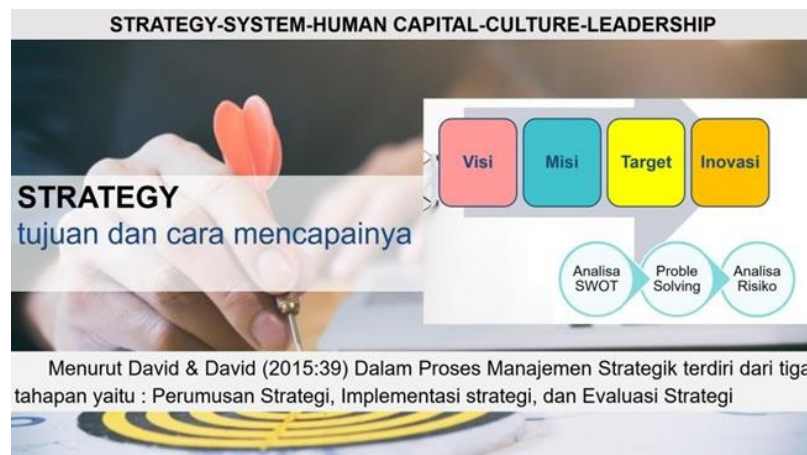 STRATEGY-SYSTEM-HUMAN CAPITAL-CULTURE-LEADERSHIP
STRATEGY
tujuan dan cara mencapainya
Visi
Misi
Target
Inovasi
Analisa
SWOT
Proble
Solving
Analisa
Risiko
Menurut David & David (2015:39) Dalam Proses Manajemen Strategik terdiri dari tiga
tahapan yaitu : Perumusan Strategi, Implementasi strategi, dan Evaluasi Strategi